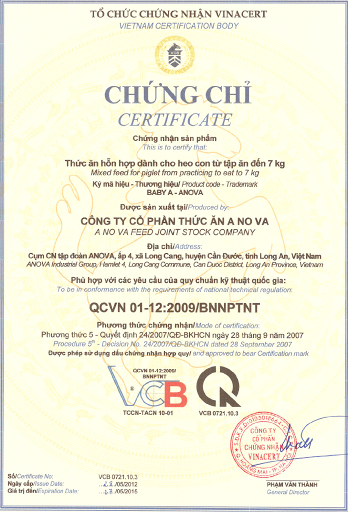 TỔ CHỨC CHỨNG NHẬN VINACERT
VIETNAM CERTIFICATION BODY
CHỨNG CHỈ
CERTIFICATE
Chứng nhận sản phẩm
This is to certify that:
Thức ăn hỗn hợp dành cho heo con từ tập ăn đến 7 kg
Mixed feed for piglet from practicing to eat to 7 kg
Ký mã hiệu - Thương hiệu/ Product code - Trademark
BABY A - ANOVA
Được sản xuất tại/Produced by:
CÔNG TY CỔ PHẦN THỨC ĂN A NO VA
A NO VA FEED JOINT STOCK COMPANY
Địa chỉ/Address:
Cụm CN tập đoàn ANOVA, ấp 4, xã Long Cang, huyện Cần Đước, tỉnh Long An, Việt Nam
ANOVA Industrial Group, Hamlet 4, Long Cang Commune, Can Duoc District, Long An Province, Vietnam
Phù hợp với các yêu cầu của quy chuẩn kỹ thuật quốc gia:
To be in conformance with the requirements of national technical regulation:
QCVN 01-12:2009/BNNPTNT
Phương thức chứng nhận/Mode of certification:
Phương thức 5 - Quyết định 24/2007/QĐ-BKHCN ngày 28 tháng 9 năm 2007
Procedure 5th - Decision No. 24/2007/QĐ-BKHCN dated 28 September 2007
Được phép sử dụng dấu chứng nhận hợp quy/ and approved to bear Certification mark
QCVN 01-12:2009/
BNNPTNT
VCB
TCCN-TACN 10-01
VCB 0721.10.3
CÔNG TY
CỔ PHẦN
CHỨNG NHẬN
VINACERT
Số/Certificate No: VCB 0721.10.3
Ngày cấp/Issue Date: /05/2012
Giá trị đến/Expiration Date: /05/2015
PHẠM VĂN THÀNH
General Director